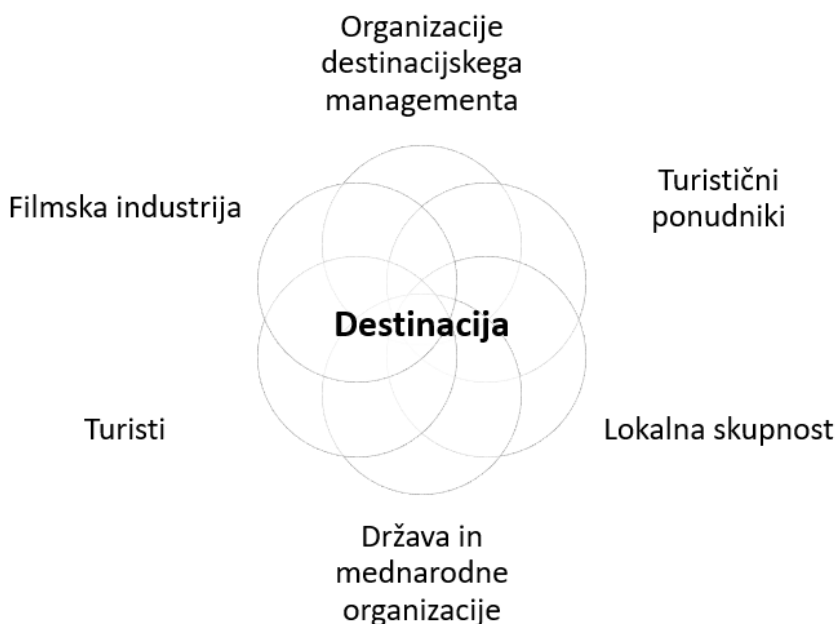 Organizacije
destinacijskega
managementa
Filmska industrija
Turistični
ponudniki
Destinacija
Turisti
Lokalna skupnost
Država in
mednarodne
organizacije